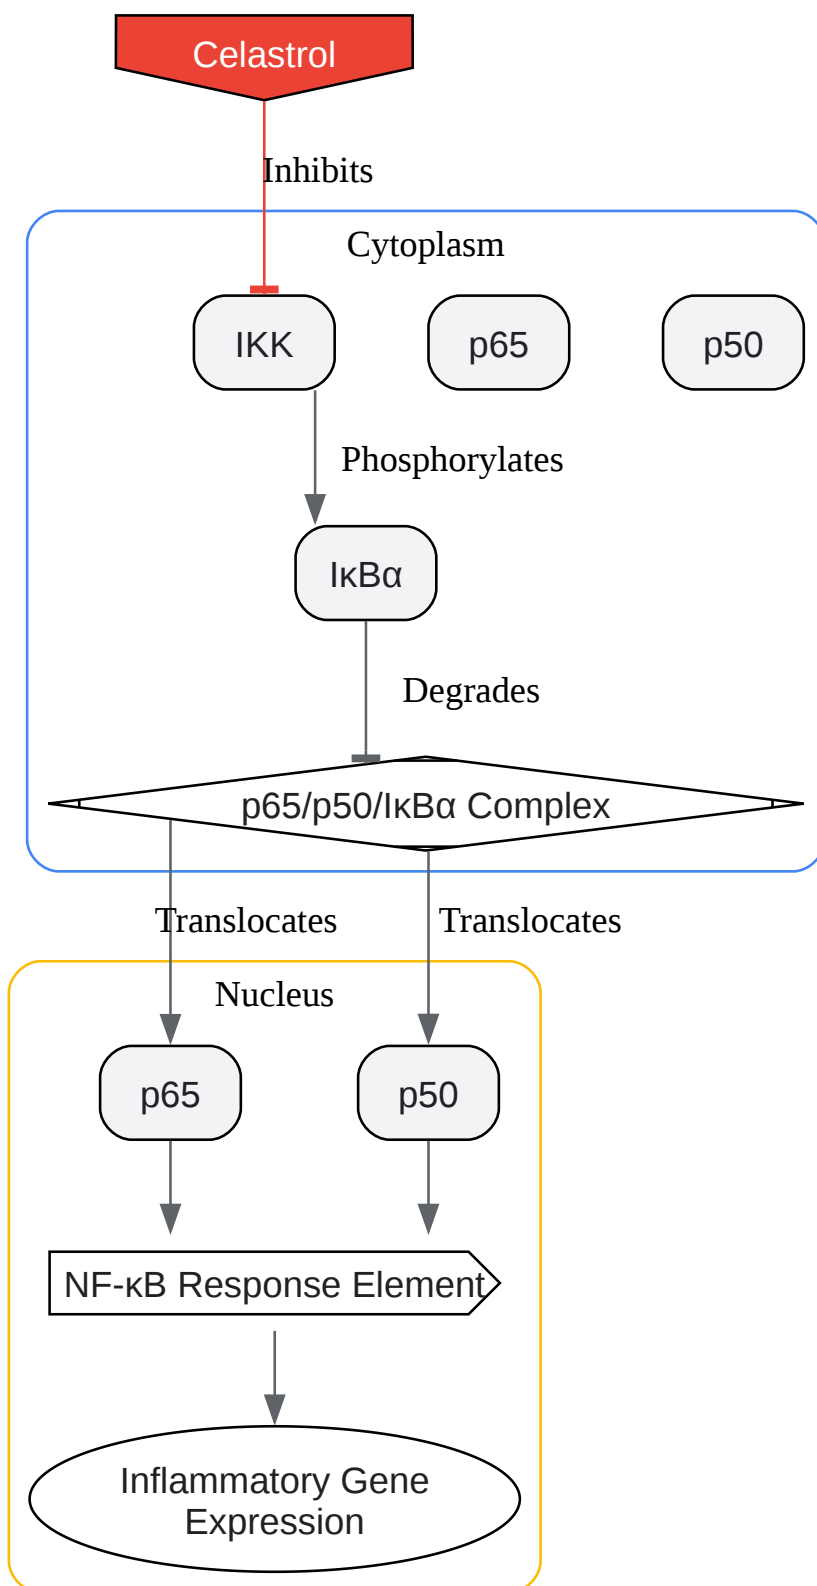 Celastrol
Inhibits
Cytoplasm
IKK
p65
p50
Phosphorylates
IκBα
Degrades
p65/p50/IκBα Complex
Translocates
Translocates
Nucleus
p65
p50
NF-κB Response Element
Inflammatory Gene
Expression